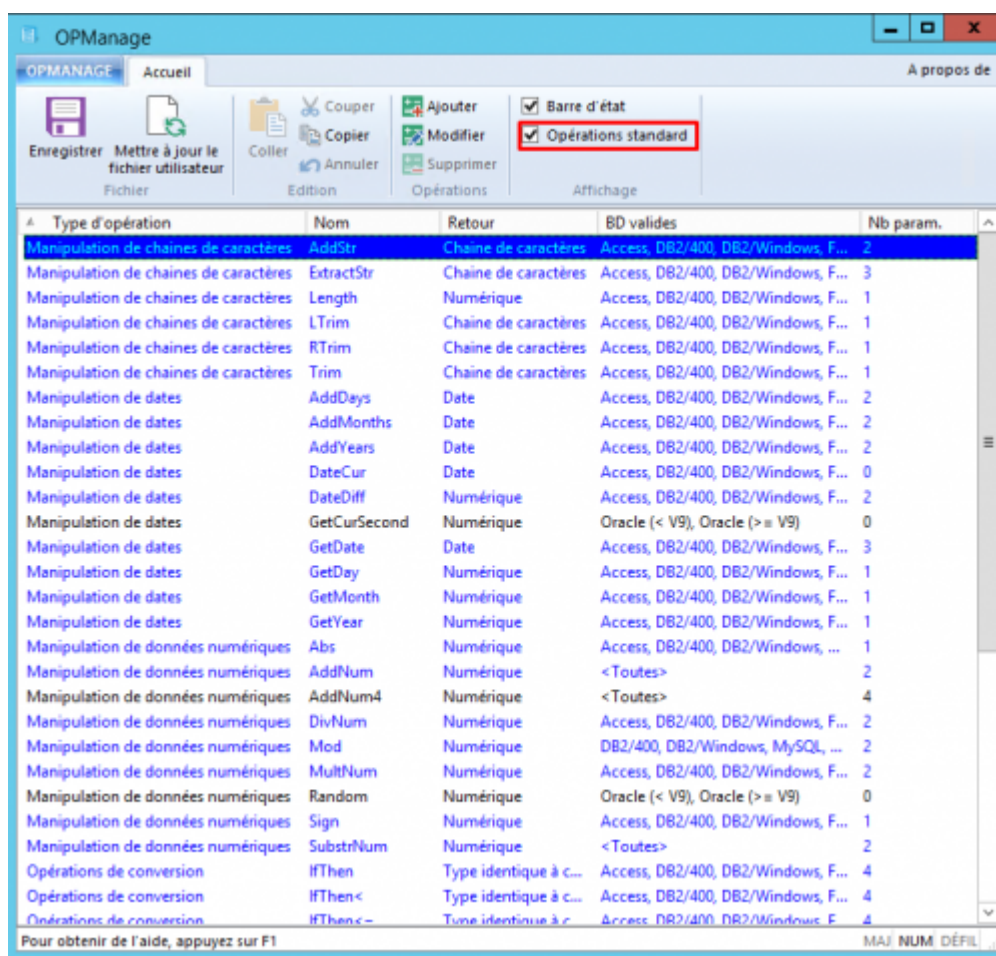 OPManage
OPMANAGE Accueil A propos de
Enregistrer Mettre à jour le fichier utilisateur
Fichier
Coller Couper Copier Annuler
Edition
Ajouter Modifier Supprimer
Opérations
Barre d'état
Opérations standard
Affichage
Type d'opération Nom Retour BD valides Nb param.
Manipulation de chaines de caractères AddStr Chaine de caractères Access, DB2/400, DB2/Windows, F... 2
Manipulation de chaines de caractères ExtractStr Chaine de caractères Access, DB2/400, DB2/Windows, F... 3
Manipulation de chaines de caractères Length Numérique Access, DB2/400, DB2/Windows, F... 1
Manipulation de chaines de caractères LTrim Chaine de caractères Access, DB2/400, DB2/Windows, F... 1
Manipulation de chaines de caractères RTrim Chaine de caractères Access, DB2/400, DB2/Windows, F... 1
Manipulation de chaines de caractères Trim Chaine de caractères Access, DB2/400, DB2/Windows, F... 1
Manipulation de dates AddDays Date Access, DB2/400, DB2/Windows, F... 2
Manipulation de dates AddMonths Date Access, DB2/400, DB2/Windows, F... 2
Manipulation de dates AddYears Date Access, DB2/400, DB2/Windows, F... 2
Manipulation de dates DateCur Date Access, DB2/400, DB2/Windows, F... 0
Manipulation de dates DateDiff Numérique Access, DB2/400, DB2/Windows, F... 2
Manipulation de dates GetCurSecond Numérique Oracle (< V9), Oracle (>= V9) 0
Manipulation de dates GetDate Date Access, DB2/400, DB2/Windows, F... 3
Manipulation de dates GetDay Numérique Access, DB2/400, DB2/Windows, F... 1
Manipulation de dates GetMonth Numérique Access, DB2/400, DB2/Windows, F... 1
Manipulation de dates GetYear Numérique Access, DB2/400, DB2/Windows, F... 1
Manipulation de données numériques Abs Numérique Access, DB2/400, DB2/Windows, ... 1
Manipulation de données numériques AddNum Numérique <Toutes> 2
Manipulation de données numériques AddNum4 Numérique <Toutes> 4
Manipulation de données numériques DivNum Numérique Access, DB2/400, DB2/Windows, F... 2
Manipulation de données numériques Mod Numérique DB2/400, DB2/Windows, MySQL, ... 2
Manipulation de données numériques MultNum Numérique Access, DB2/400, DB2/Windows, F... 2
Manipulation de données numériques Random Numérique Oracle (< V9), Oracle (>= V9) 0
Manipulation de données numériques Sign Numérique Access, DB2/400, DB2/Windows, F... 1
Manipulation de données numériques SubstrNum Numérique <Toutes> 2
Opérations de conversion IfThen Type identique à c... Access, DB2/400, DB2/Windows, F... 4
Opérations de conversion IfThen< Type identique à c... Access, DB2/400, DB2/Windows, F... 4
Opérations de conversion IfThen<= Type identique à c... Access, DB2/400, DB2/Windows, F... 4
Pour obtenir de l'aide, appuyez sur F1 MAJ NUM DÉFIL